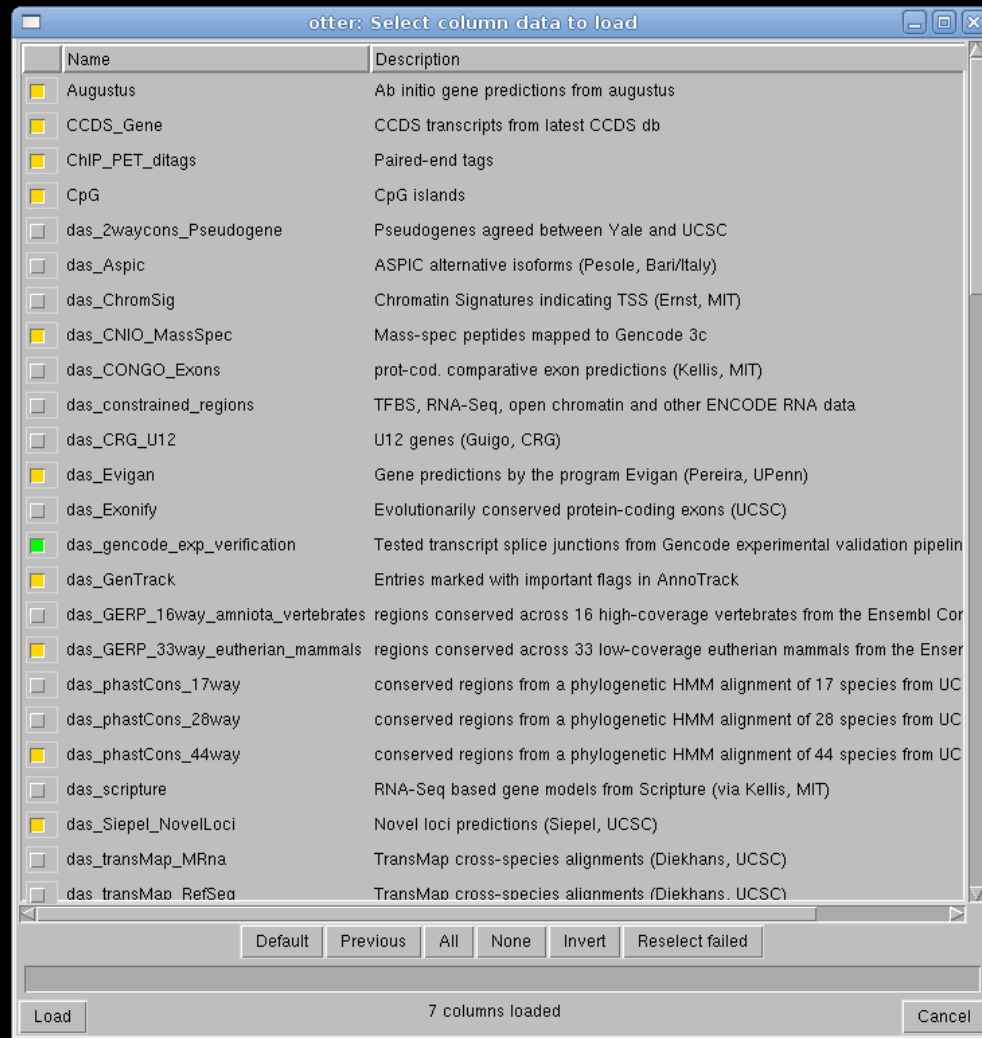 otter: Select column data to load
Name Description
Augustus Ab initio gene predictions from augustus
CCDS_Gene CCDS transcripts from latest CCDS db
ChIP_PET_ditags Paired-end tags
CpG CpG islands
das_2waycons_Pseudogene Pseudogenes agreed between Yale and UCSC
das_Aspic ASPIC alternative isoforms (Pesole, Bari/Italy)
das_ChromSig Chromatin Signatures indicating TSS (Ernst, MIT)
das_CNIO_MassSpec Mass-spec peptides mapped to Gencode 3c
das_CONGO_Exons prot-cod. comparative exon predictions (Kellis, MIT)
das_constrained_regions TFBS, RNA-Seq, open chromatin and other ENCODE RNA data
das_CRG_U12 U12 genes (Guigo, CRG)
das_Evigan Gene predictions by the program Evigan (Pereira, UPenn)
das_Exonify Evolutionarily conserved protein-coding exons (UCSC)
das_gencode_exp_verification Tested transcript splice junctions from Gencode experimental validation pipelin
das_GenTrack Entries marked with important flags in AnnoTrack
das_GERP_16way_amniota_vertebrates regions conserved across 16 high-coverage vertebrates from the Ensembl Cor
das_GERP_33way_eutherian_mammals regions conserved across 33 low-coverage eutherian mammals from the Enser
das_phastCons_17way conserved regions from a phylogenetic HMM alignment of 17 species from UC
das_phastCons_28way conserved regions from a phylogenetic HMM alignment of 28 species from UC
das_phastCons_44way conserved regions from a phylogenetic HMM alignment of 44 species from UC
das_scripture RNA-Seq based gene models from Scripture (via Kellis, MIT)
das_Siepel_NovelLoci Novel loci predictions (Siepel, UCSC)
das_transMap_MRna TransMap cross-species alignments (Diekhans, UCSC)
das_transMap_RefSeq TransMap cross-species alignments (Diekhans, UCSC)
Default Previous All None Invert Reselect failed
Load 7 columns loaded Cancel